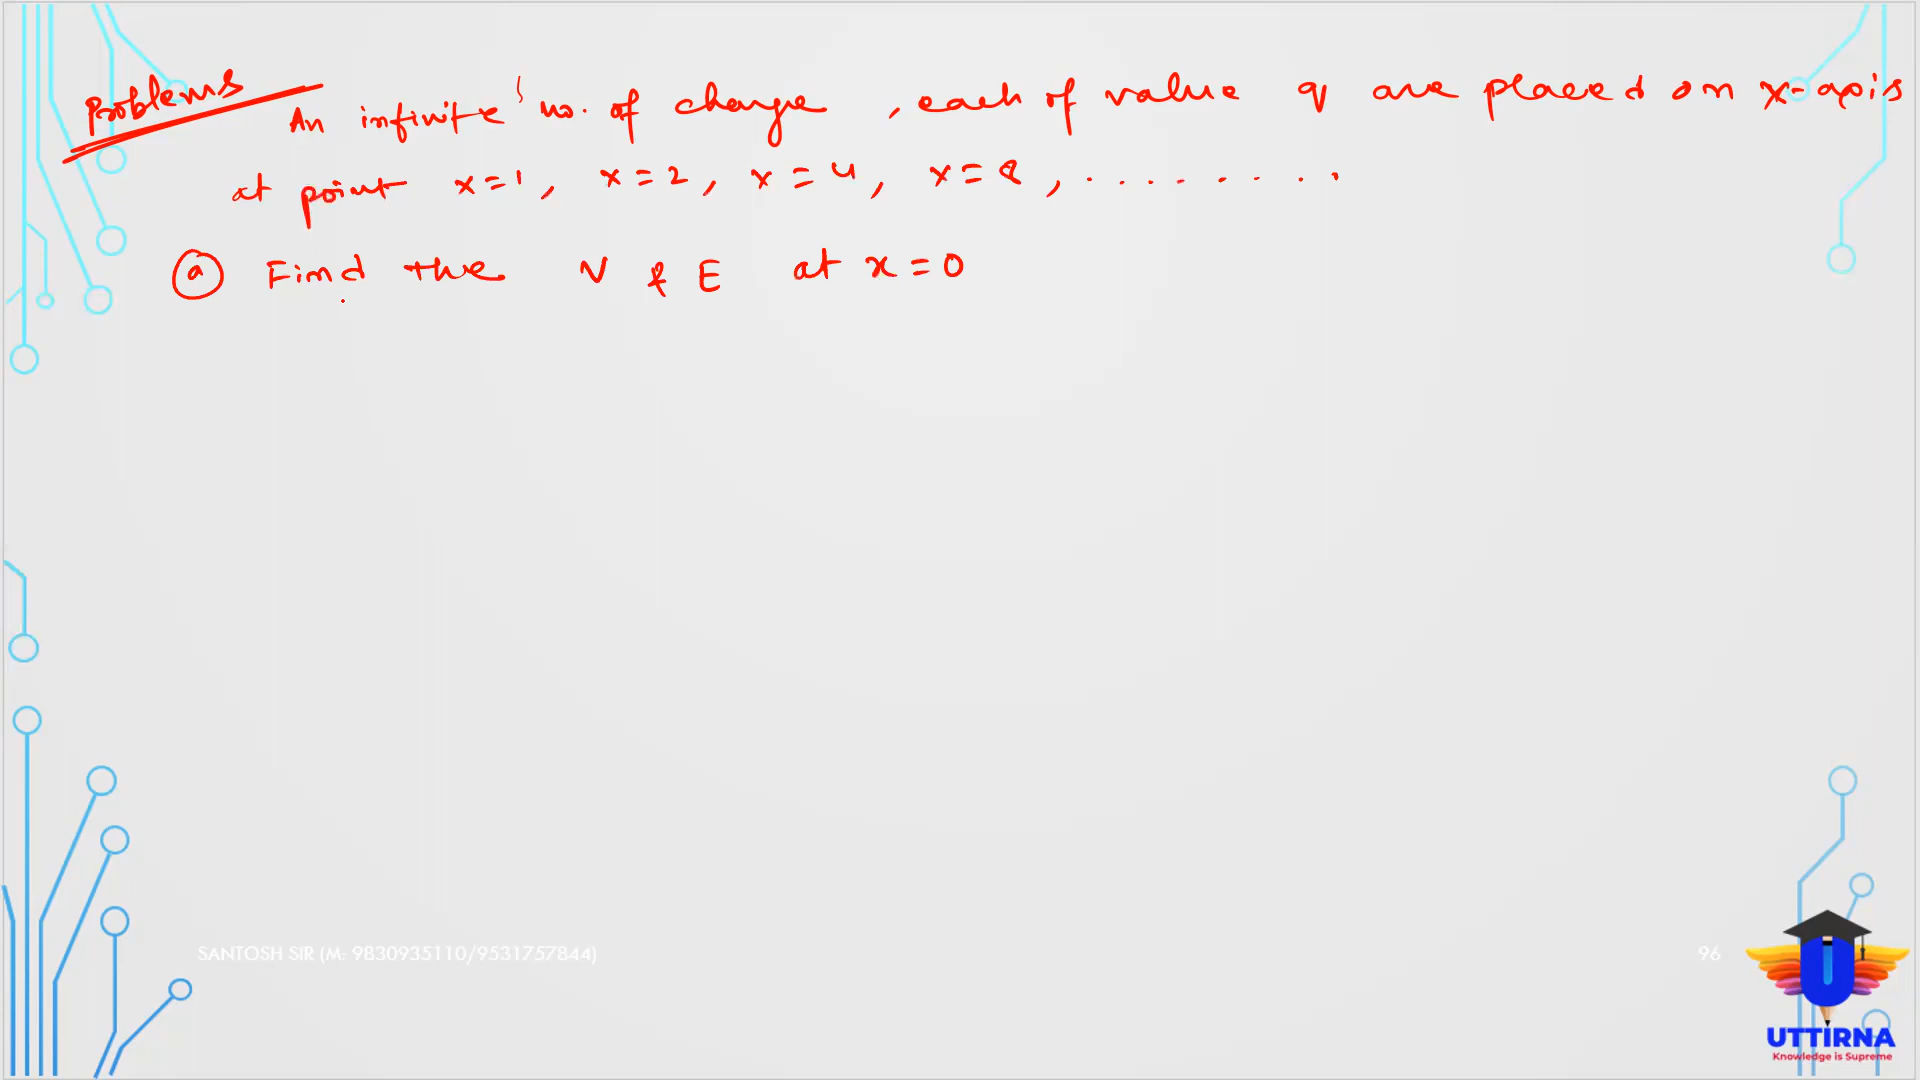 Problems
An infinite no. of charge, each of value q are placed on x-axis
at point x=1, x=2, x=4, x=8, . . . . . . . .
(a) Find the V & E at x=0
SANTOSH SIR (M: 9830935110/9531757844)
96
UTTIRNA
Knowledge is Supreme